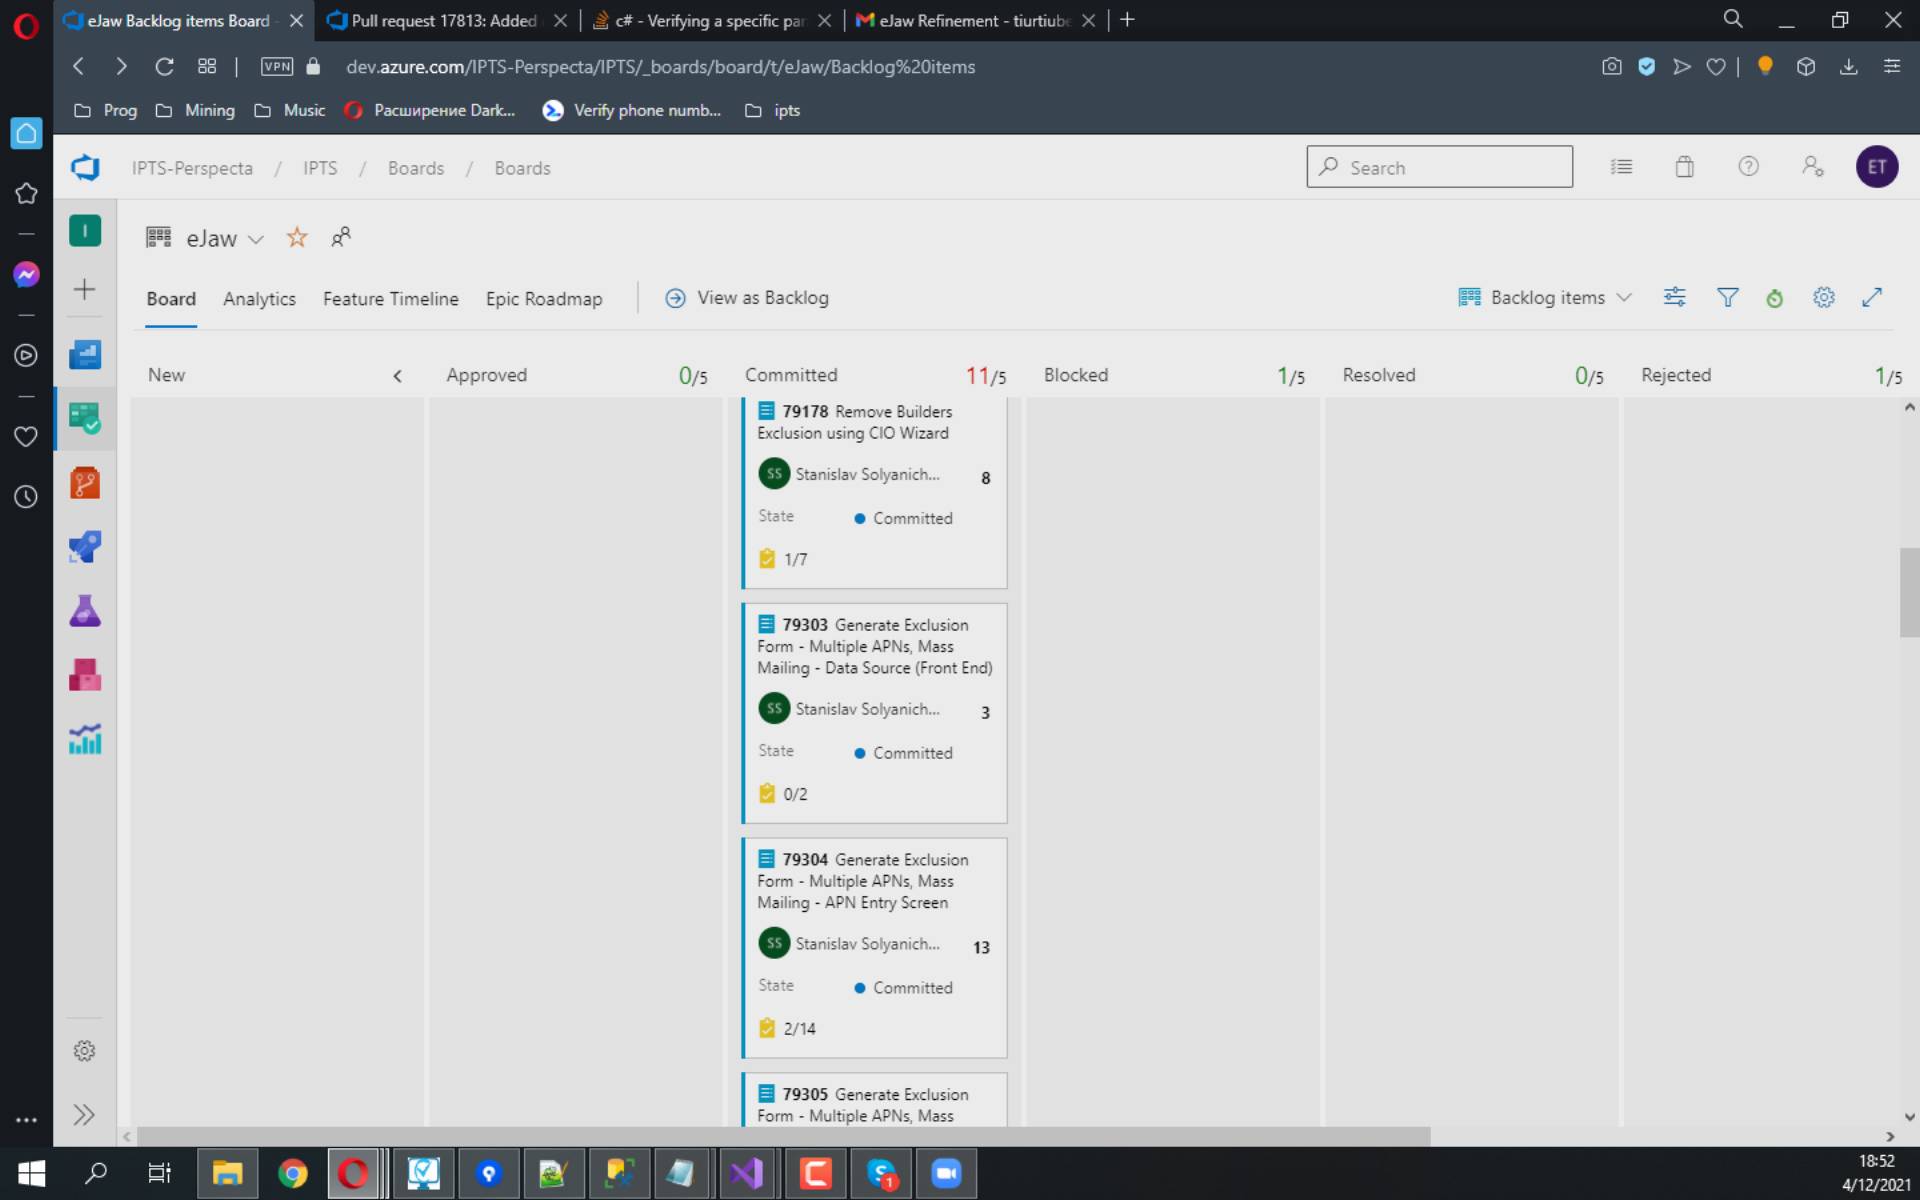 eJaw Backlog items Board -
Pull request 17813: Added
c# - Verifying a specific par
eJaw Refinement - tiurtiube
VPN
dev.azure.com/IPTS-Perspecta/IPTS/_boards/board/t/eJaw/Backlog%20items
Prog
Mining
Music
Расширение Dark...
Verify phone numb...
ipts
IPTS-Perspecta / IPTS / Boards / Boards
Search
ET
I
eJaw
Board
Analytics
Feature Timeline
Epic Roadmap
View as Backlog
Backlog items
New
Approved 0/5
Committed 11/5
Blocked 1/5
Resolved 0/5
Rejected 1/5
79178 Remove Builders
Exclusion using CIO Wizard
SS Stanislav Solyanich... 8
State Committed
1/7
79303 Generate Exclusion
Form - Multiple APNs, Mass
Mailing - Data Source (Front End)
SS Stanislav Solyanich... 3
State Committed
0/2
79304 Generate Exclusion
Form - Multiple APNs, Mass
Mailing - APN Entry Screen
SS Stanislav Solyanich... 13
State Committed
2/14
79305 Generate Exclusion
Form - Multiple APNs, Mass
1
18:52
4/12/2021